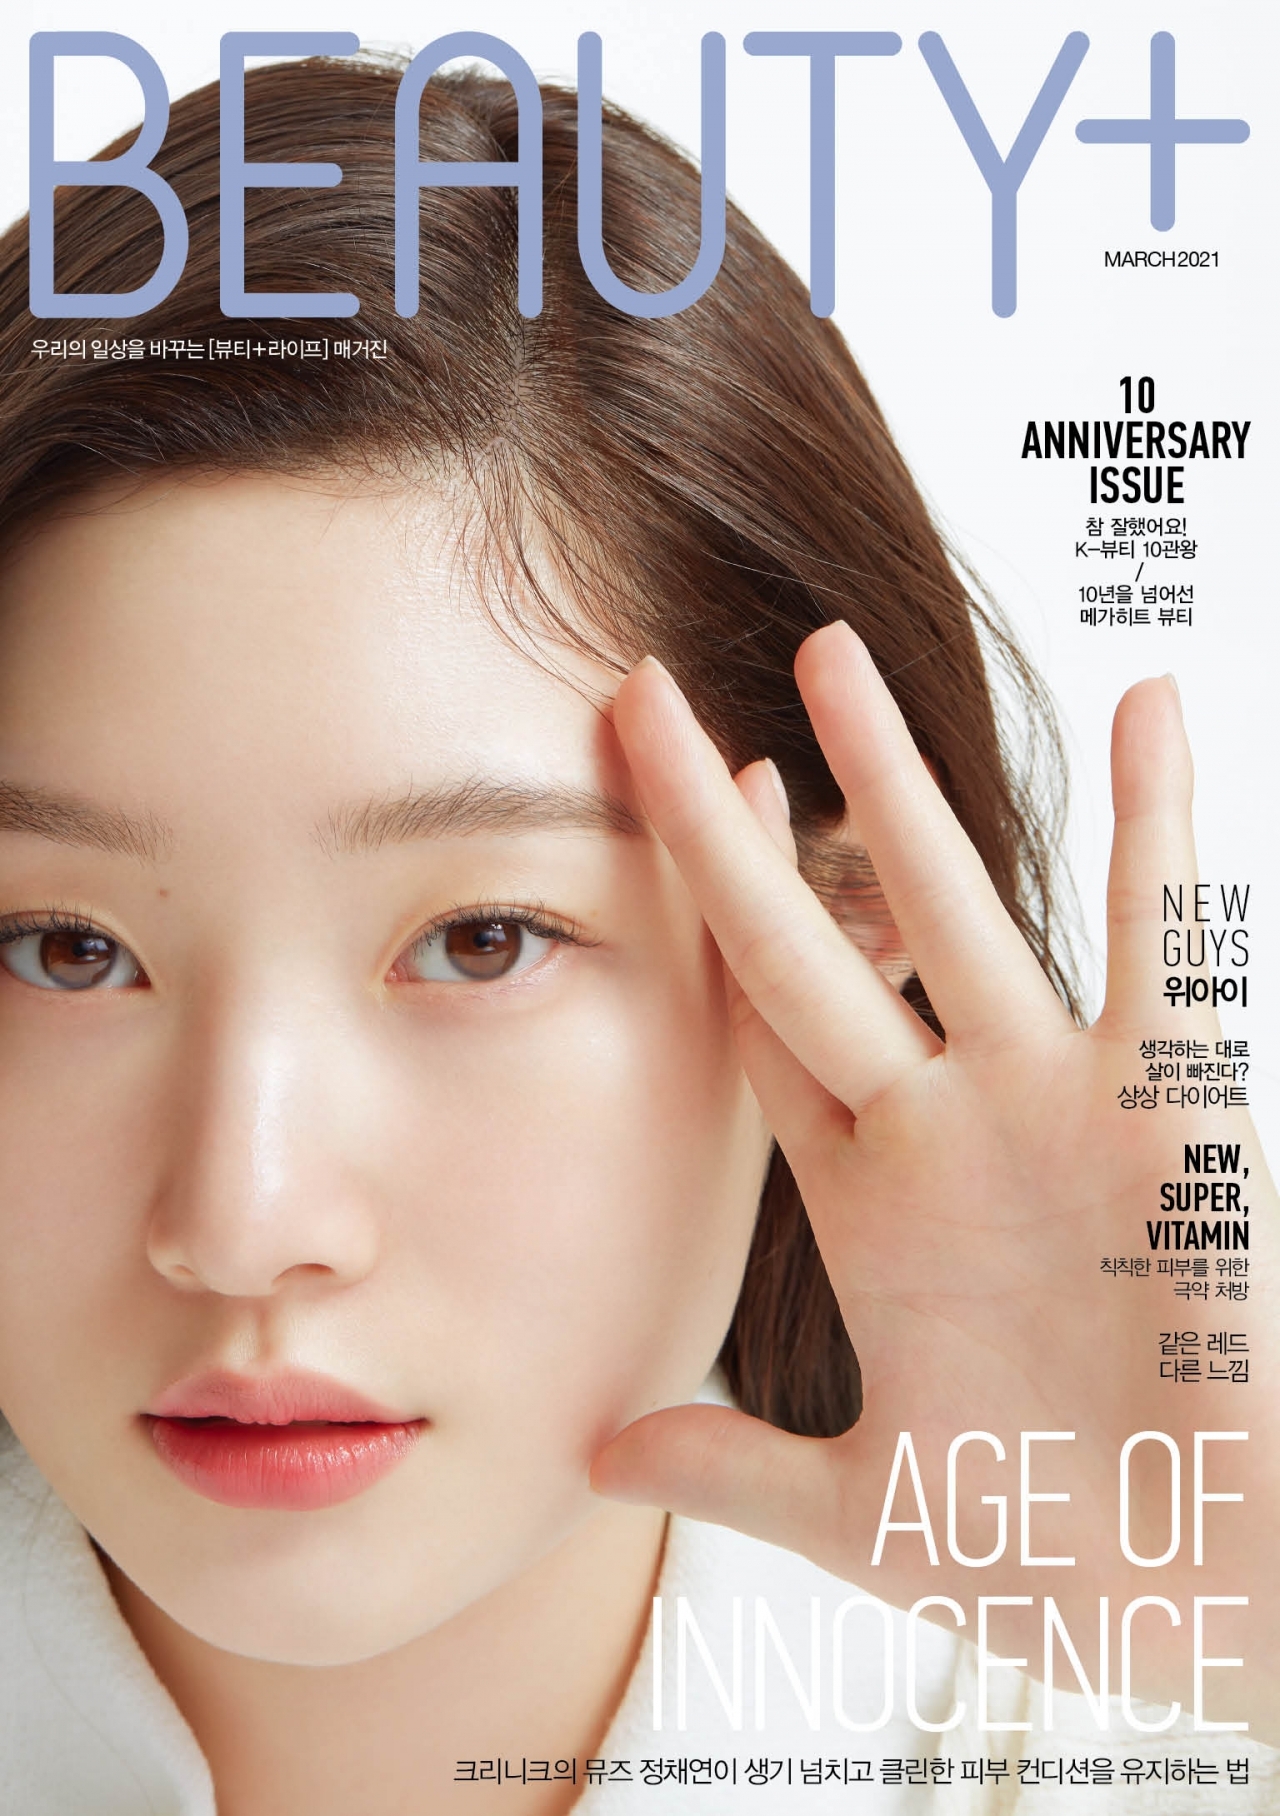 BEAUTY+
MARCH 2021
우리의 일상을 바꾸는 [뷰티+라이프] 매거진
10
ANNIVERSARY
ISSUE
참 잘했어요!
K-뷰티 10관왕
/
10년을 넘어선
메가히트 뷰티
NEW
GUYS
위아이
생각하는 대로
살이 빠진다?
상상 다이어트
NEW,
SUPER,
VITAMIN
칙칙한 피부를 위한
극약 처방
같은 레드
다른 느낌
AGE OF
INNOCENCE
크리니크의 뮤즈 정채연이 생기 넘치고 클린한 피부 컨디션을 유지하는 법